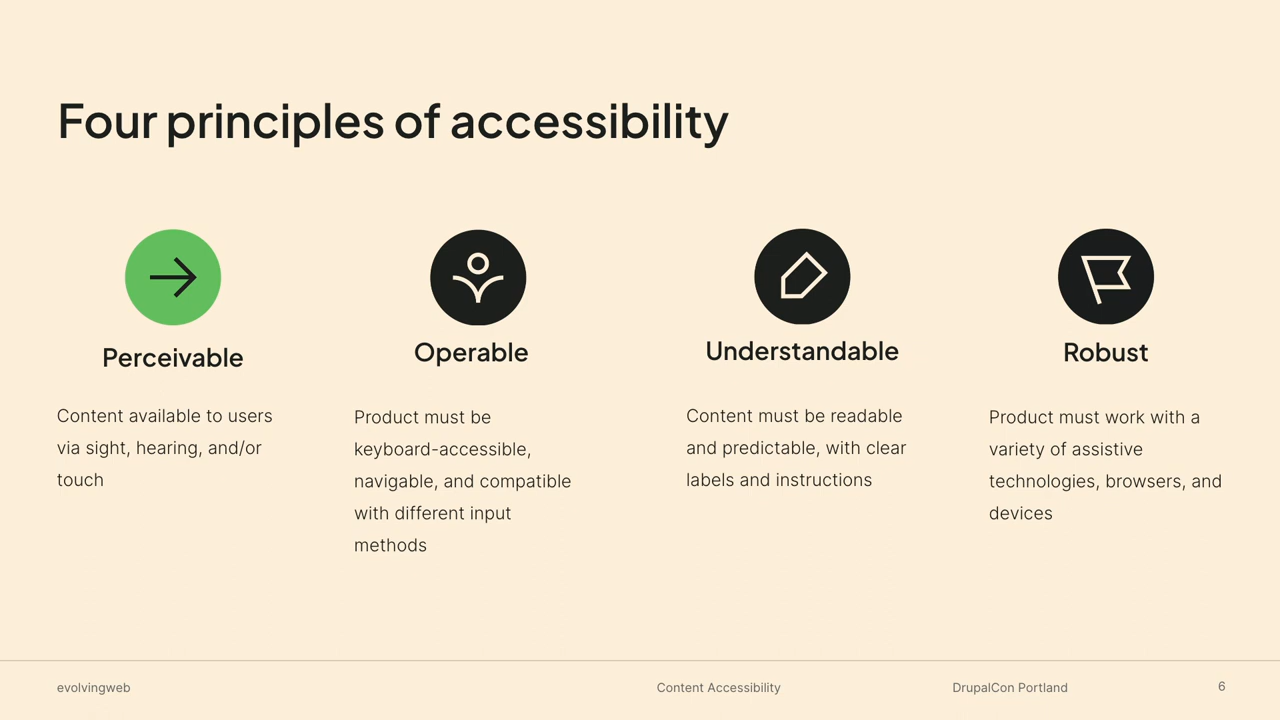 Four principles of accessibility
Perceivable
Content available to users
via sight, hearing, and/or
touch
Operable
Product must be
keyboard-accessible,
navigable, and compatible
with different input
methods
Understandable
Content must be readable
and predictable, with clear
labels and instructions
Robust
Product must work with a
variety of assistive
technologies, browsers, and
devices
evolvingweb
Content Accessibility
DrupalCon Portland
6